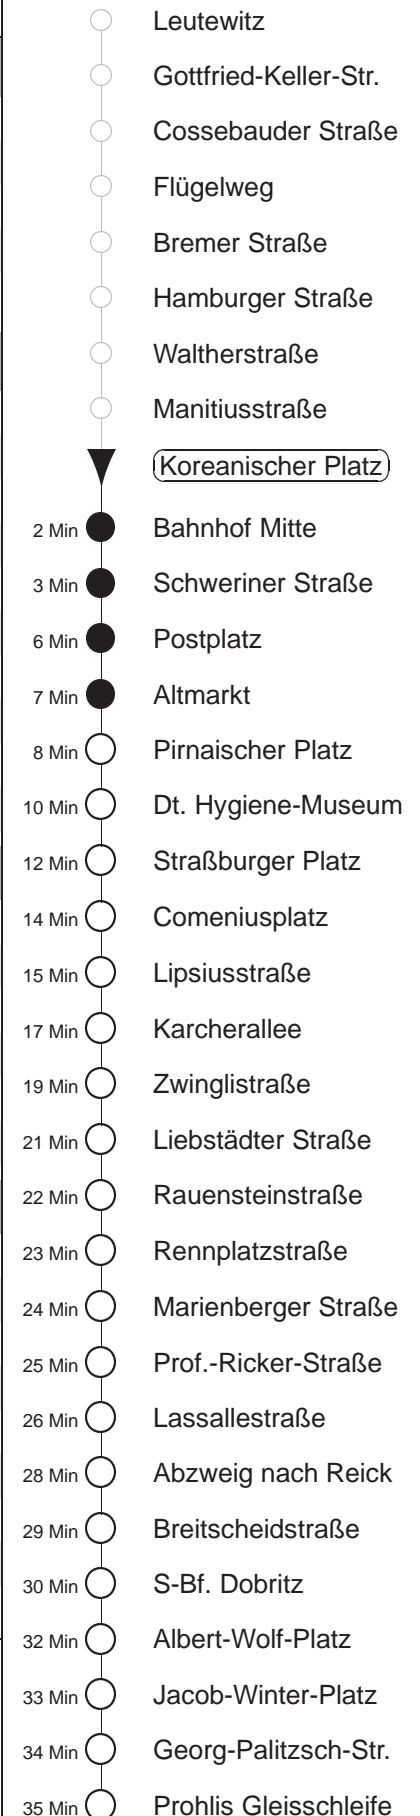 Leutewitz
Gottfried-Keller-Str.
Cossebauder Straße
Flügelweg
Bremer Straße
Hamburger Straße
Waltherstraße
Manitiusstraße
Koreanischer Platz
2 Min Bahnhof Mitte
3 Min Schweriner Straße
6 Min Postplatz
7 Min Altmarkt
8 Min Pirnaischer Platz
10 Min Dt. Hygiene-Museum
12 Min Straßburger Platz
14 Min Comeniusplatz
15 Min Lipsiusstraße
17 Min Karcherallee
19 Min Zwinglistraße
21 Min Liebstädter Straße
22 Min Rauensteinstraße
23 Min Rennplatzstraße
24 Min Marienberger Straße
25 Min Prof.-Ricker-Straße
26 Min Lassallestraße
28 Min Abzweig nach Reick
29 Min Breitscheidstraße
30 Min S-Bf. Dobritz
32 Min Albert-Wolf-Platz
33 Min Jacob-Winter-Platz
34 Min Georg-Palitzsch-Str.
35 Min Prohlis Gleisschleife